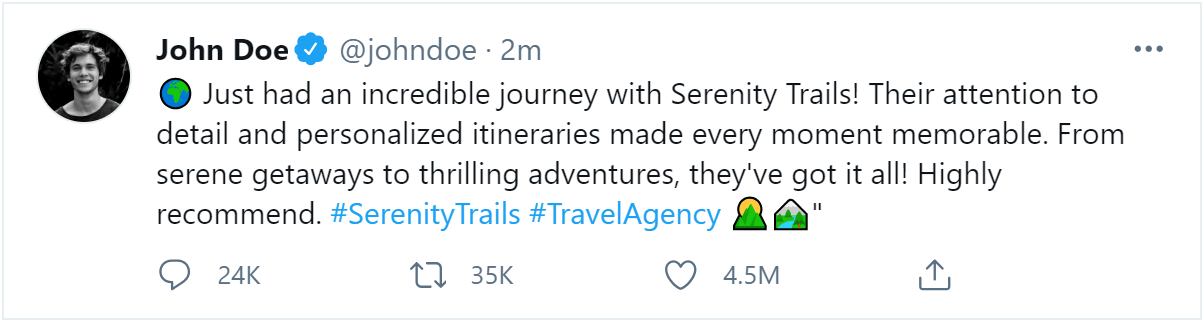 John Doe @johndoe · 2m
🌍 Just had an incredible journey with Serenity Trails! Their attention to
detail and personalized itineraries made every moment memorable. From
serene getaways to thrilling adventures, they've got it all! Highly
recommend. #SerenityTrails #TravelAgency 🌄🏞"
24K 35K 4.5M